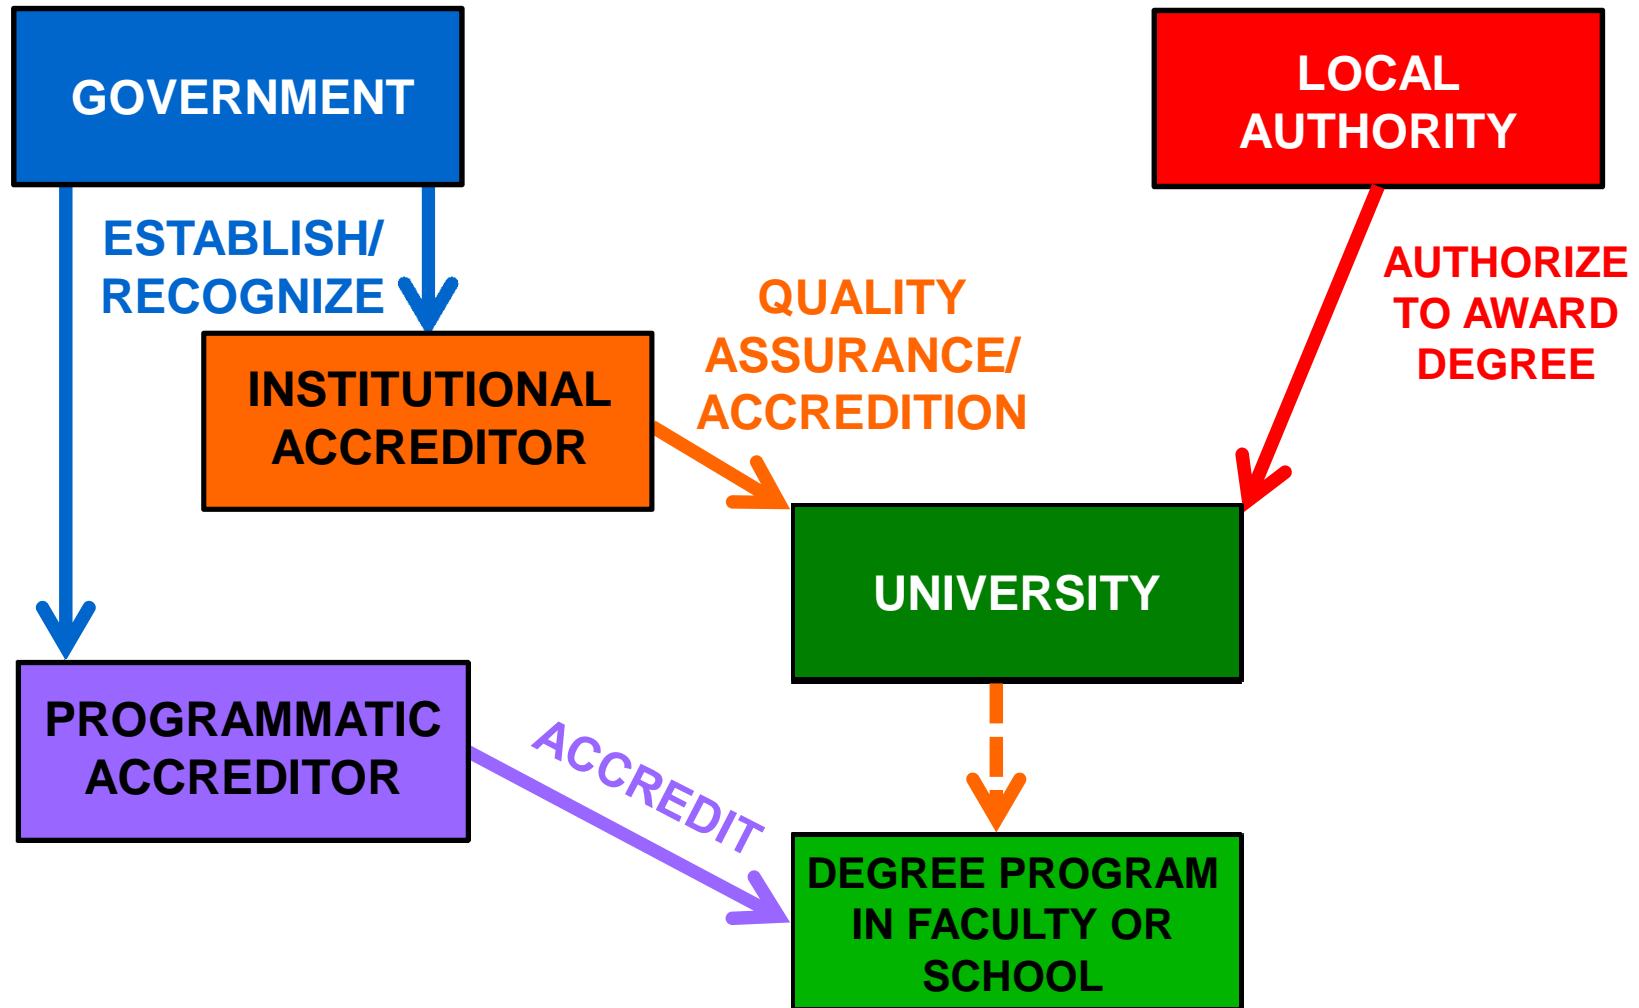 GOVERNMENT
LOCAL
AUTHORITY
ESTABLISH/
RECOGNIZE
AUTHORIZE
TO AWARD
DEGREE
QUALITY
ASSURANCE/
ACCREDITION
INSTITUTIONAL
ACCREDITOR
UNIVERSITY
PROGRAMMATIC
ACCREDITOR
ACCREDIT
DEGREE PROGRAM
IN FACULTY OR
SCHOOL